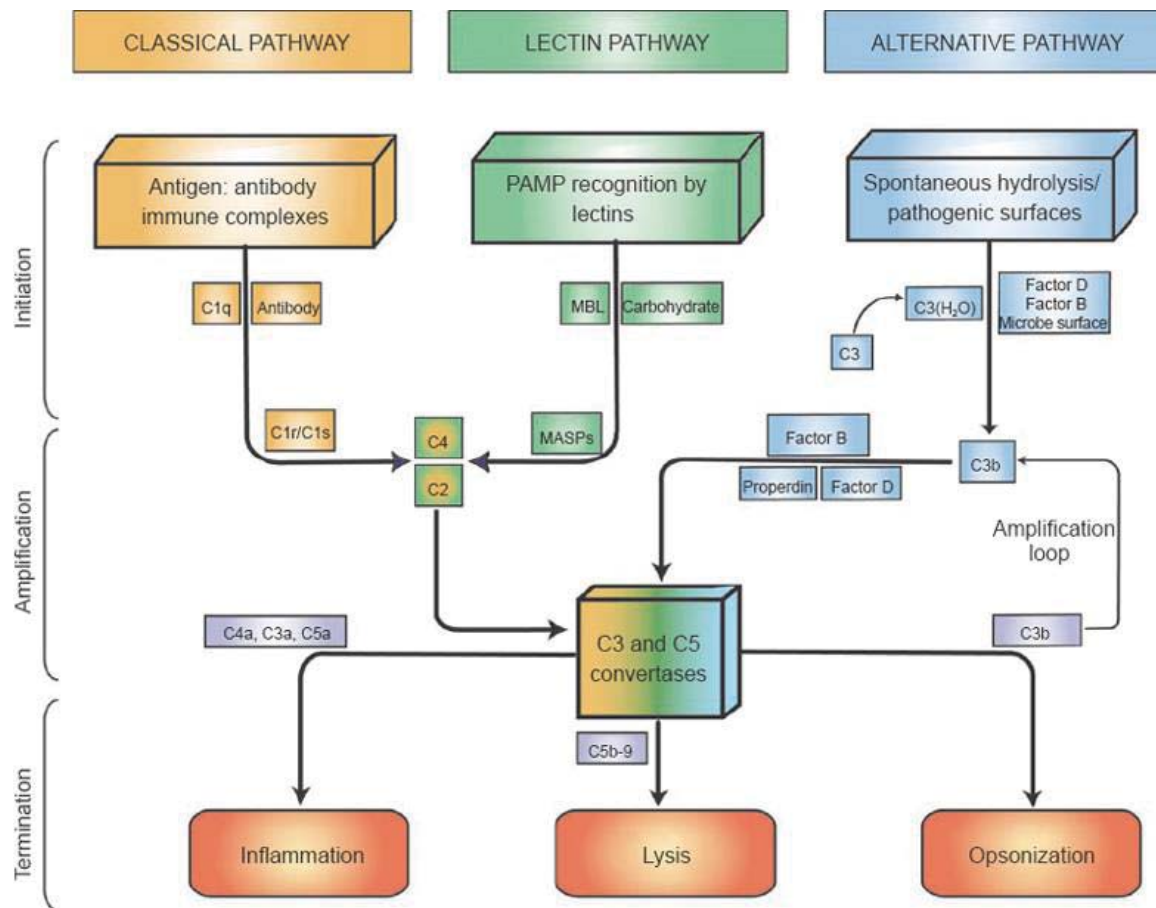 CLASSICAL PATHWAY
LECTIN PATHWAY
ALTERNATIVE PATHWAY
Initiation
Antigen: antibody
immune complexes
PAMP recognition by
lectins
Spontaneous hydrolysis/
pathogenic surfaces
C1q
Antibody
MBL
Carbohydrate
C3(H₂O)
Factor D
Factor B
Microbe surface
C3
Amplification
C1r/C1s
C4
C2
MASPs
Factor B
Properdin
Factor D
C3b
Amplification
loop
C4a, C3a, C5a
C3 and C5
convertases
C3b
Termination
C5b-9
Inflammation
Lysis
Opsonization